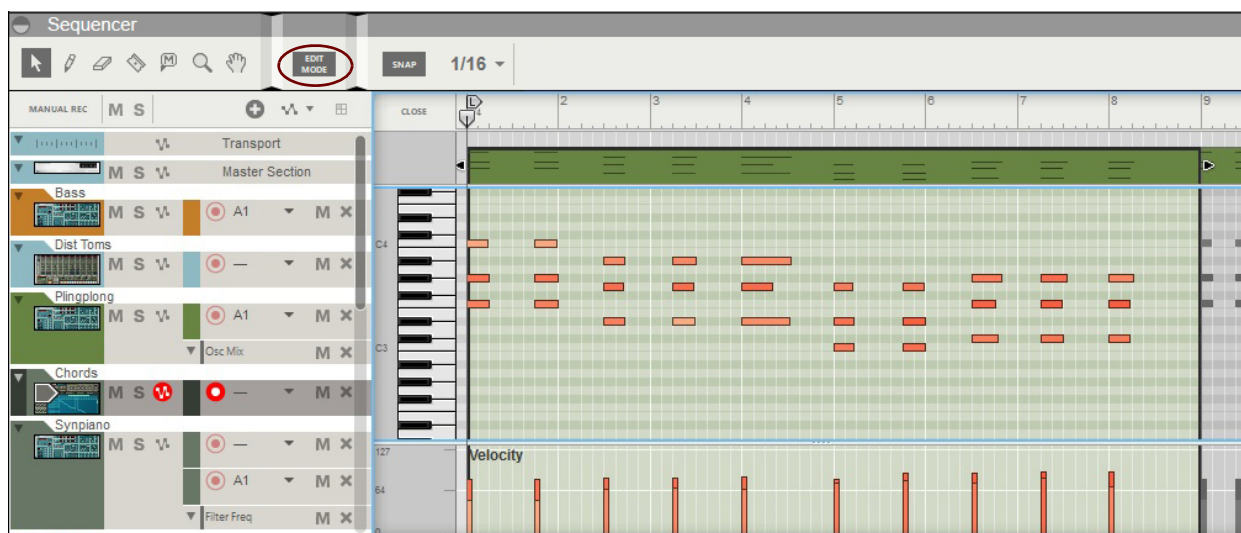 Sequencer
EDIT
MODE
SNAP
1/16
MANUAL REC
M S
CLOSE
L
4
2
3
4
5
6
7
8
9
Transport
M S
Master Section
Bass
M S
A1
M
Dist Toms
M S
—
M
Plingplong
M S
A1
M
Osc Mix
M
Chords
M S
—
M
Synpiano
M S
—
M
A1
M
Filter Freq
M
C4
C3
127
Velocity
64
0